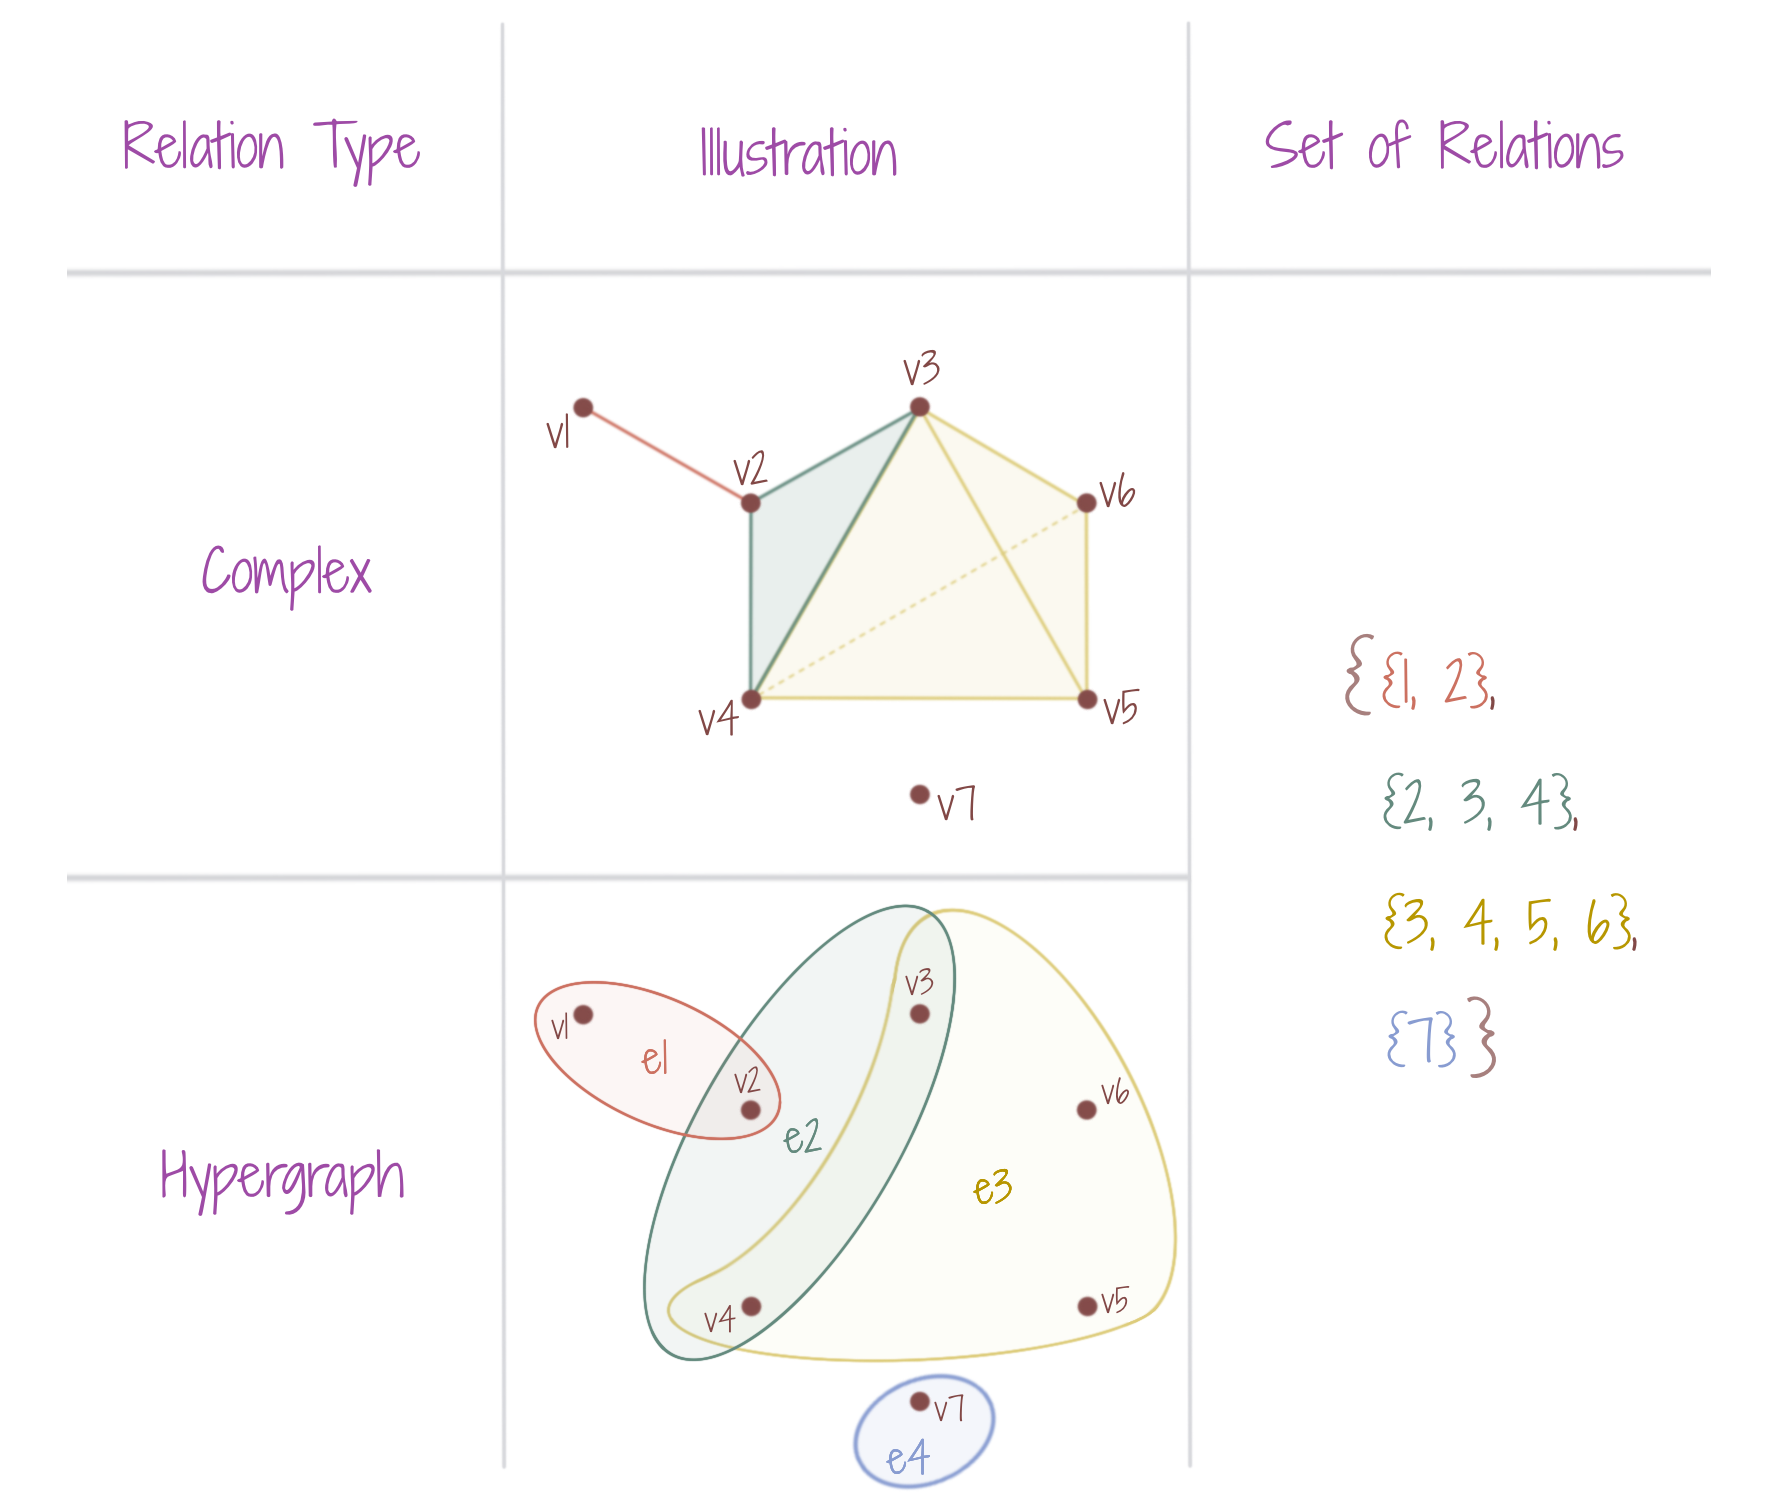 Relation Type
Illustration
Set of Relations
Complex
v1
v2
v3
v6
v4
v5
v7
{{1, 2},
{2, 3, 4},
{3, 4, 5, 6},
{7}}
Hypergraph
v1
e1
v2
e2
v3
v6
e3
v4
v5
v7
e4